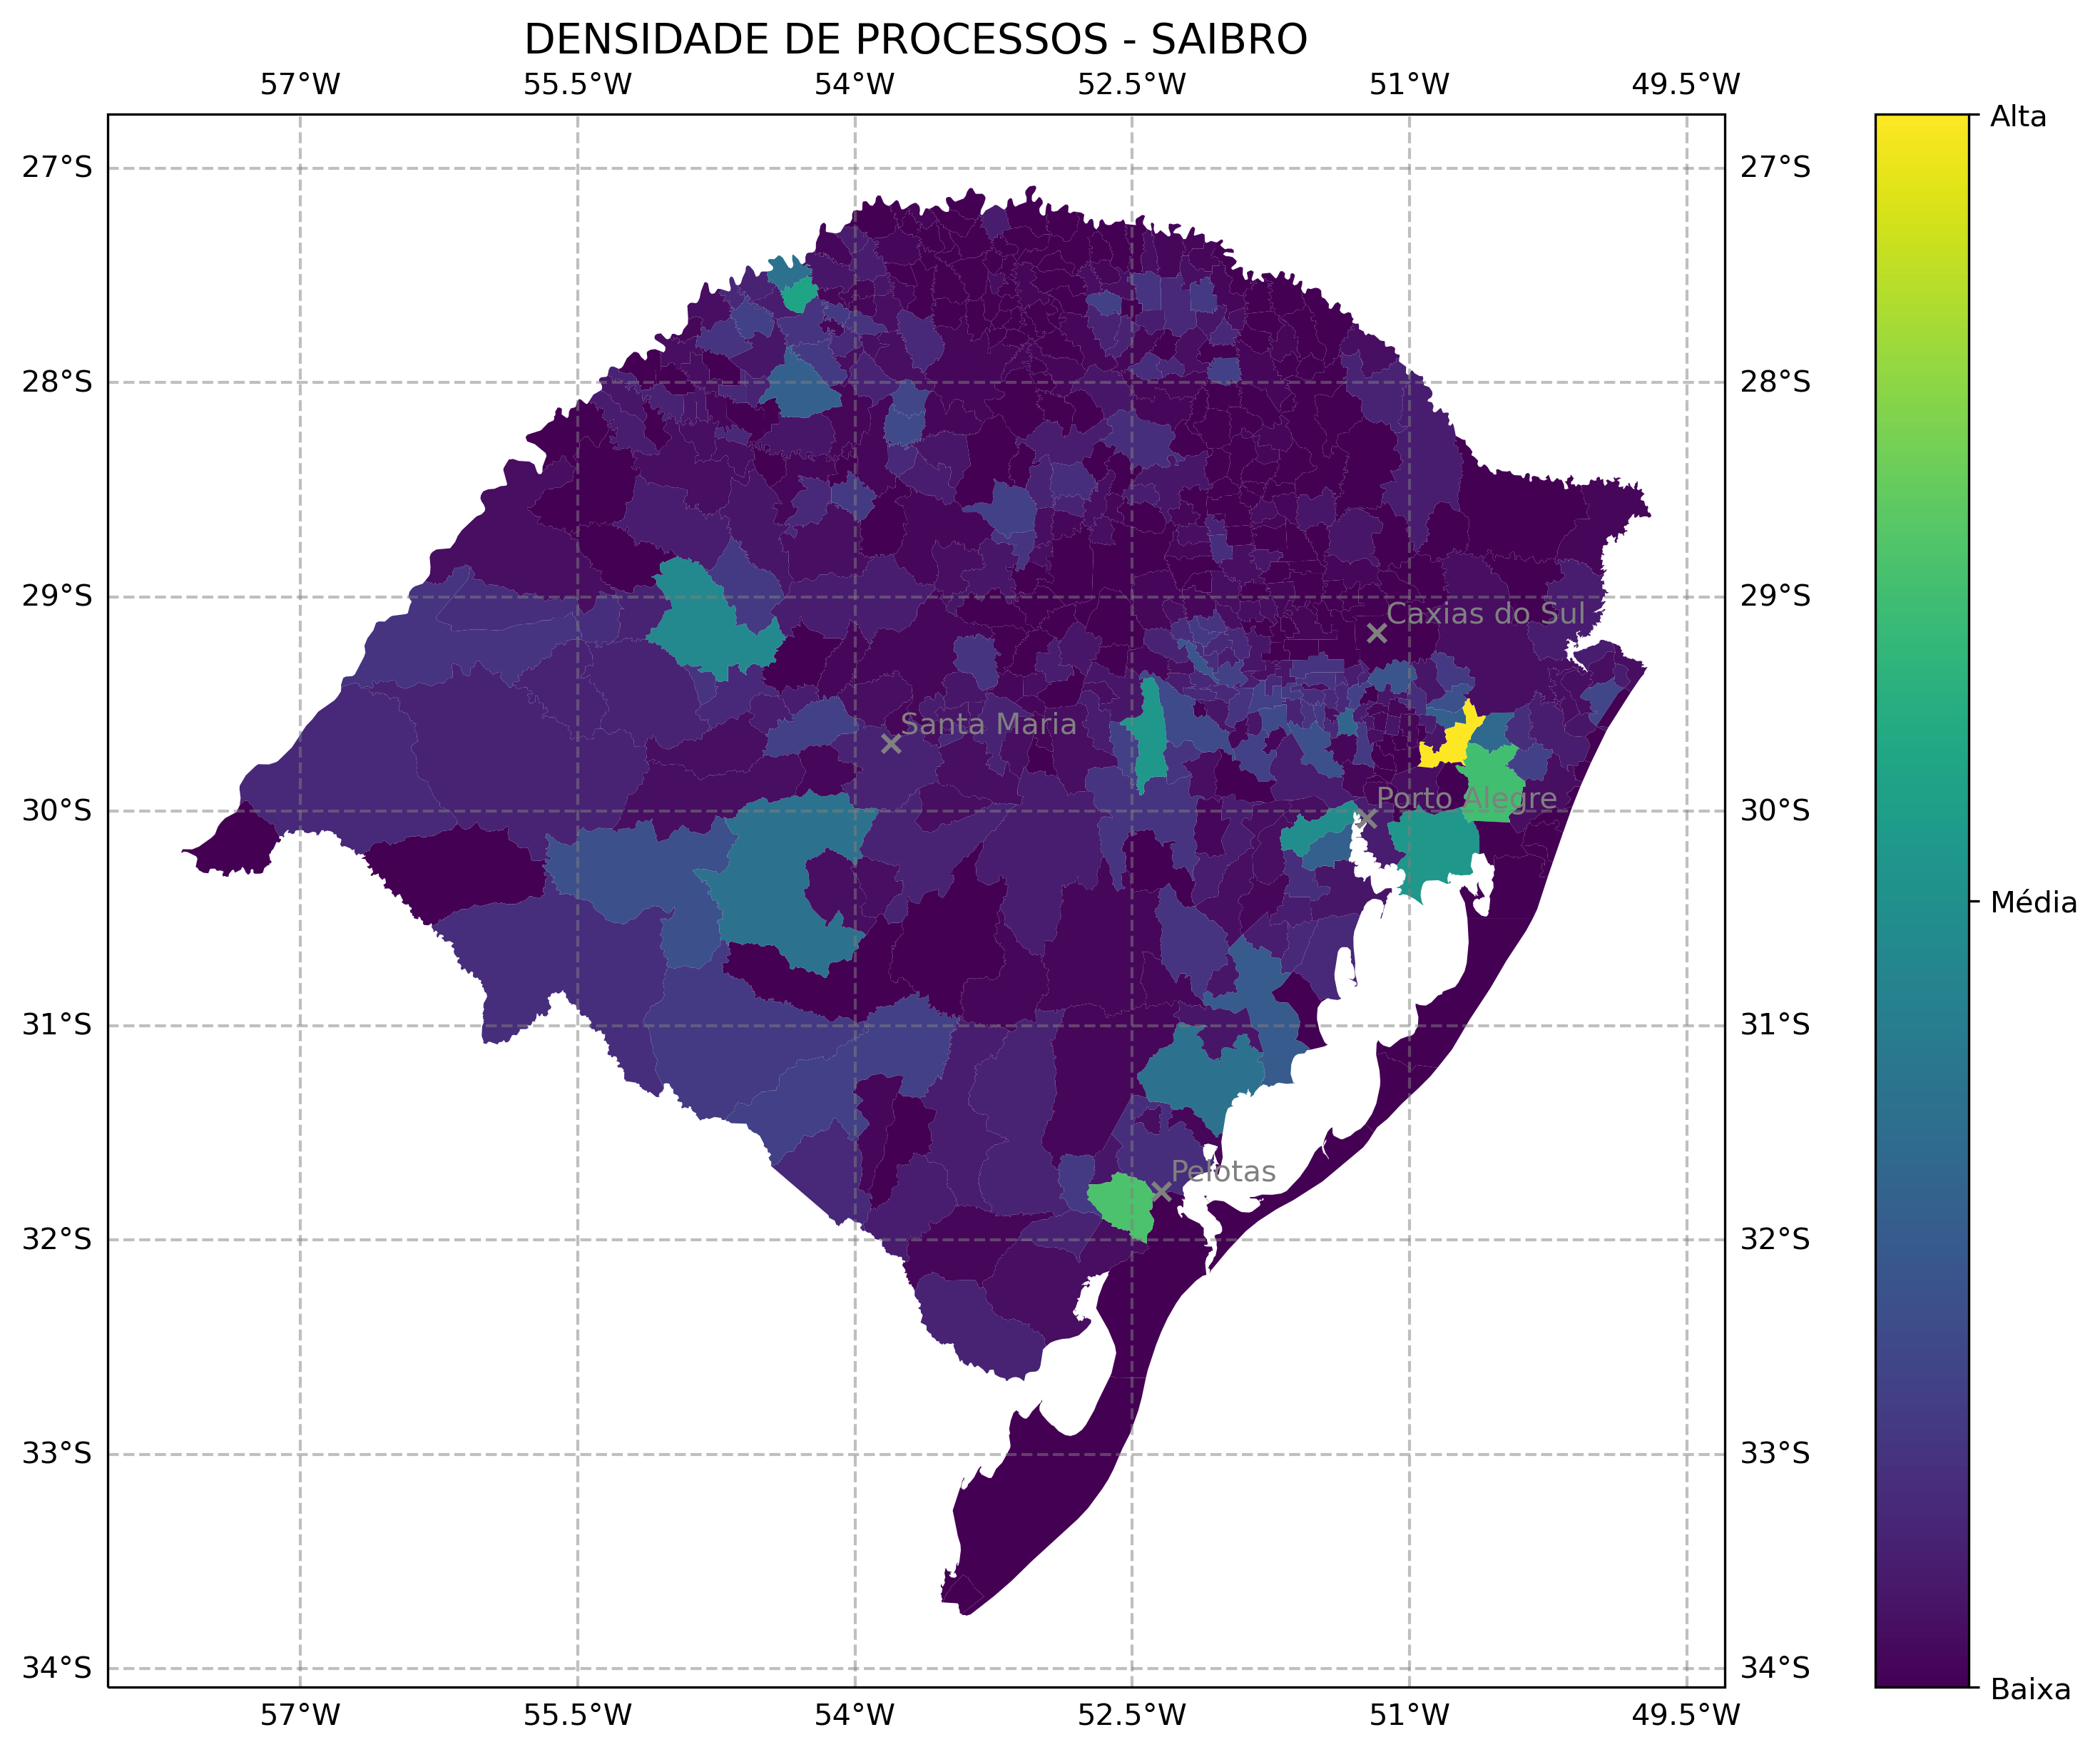 DENSIDADE DE PROCESSOS - SAIBRO
57°W 55.5°W 54°W 52.5°W 51°W 49.5°W
Alta
27°S 27°S
28°S 28°S
29°S 29°S
Caxias do Sul
Santa Maria
Porto Alegre
30°S 30°S
Média
31°S 31°S
Pelotas
32°S 32°S
33°S 33°S
34°S 34°S
Baixa
57°W 55.5°W 54°W 52.5°W 51°W 49.5°W